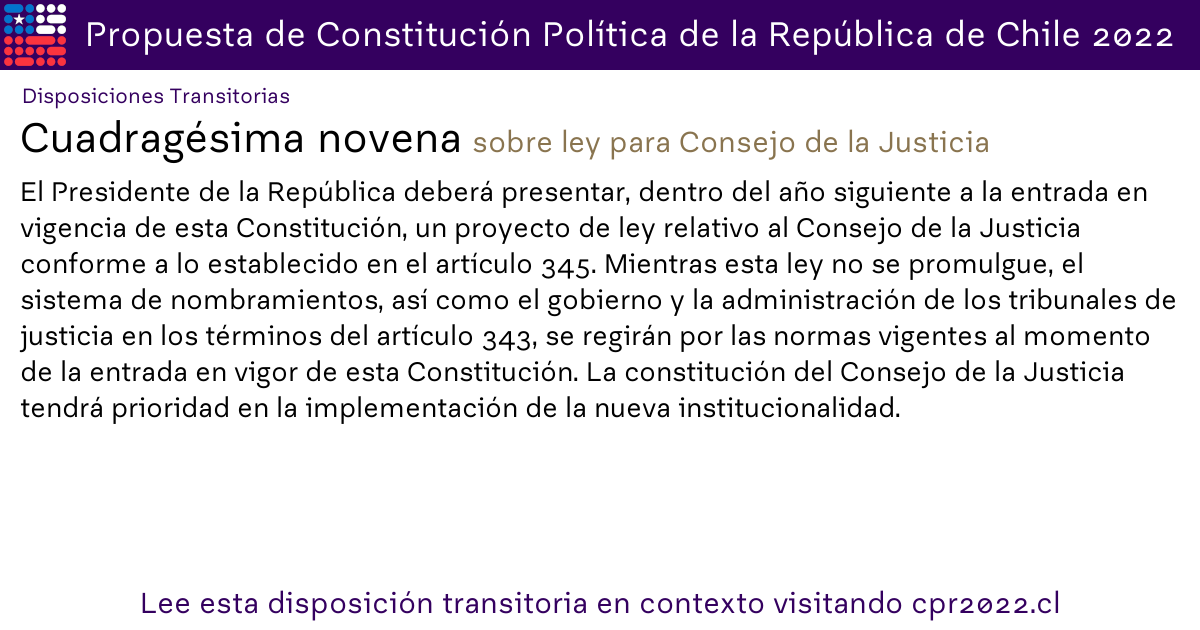 Propuesta de Constitución Política de la República de Chile 2022
Disposiciones Transitorias
Cuadragésima novena sobre ley para Consejo de la Justicia
El Presidente de la República deberá presentar, dentro del año siguiente a la entrada en
vigencia de esta Constitución, un proyecto de ley relativo al Consejo de la Justicia
conforme a lo establecido en el artículo 345. Mientras esta ley no se promulgue, el
sistema de nombramientos, así como el gobierno y la administración de los tribunales de
justicia en los términos del artículo 343, se regirán por las normas vigentes al momento
de la entrada en vigor de esta Constitución. La constitución del Consejo de la Justicia
tendrá prioridad en la implementación de la nueva institucionalidad.
Lee esta disposición transitoria en contexto visitando cpr2022.cl